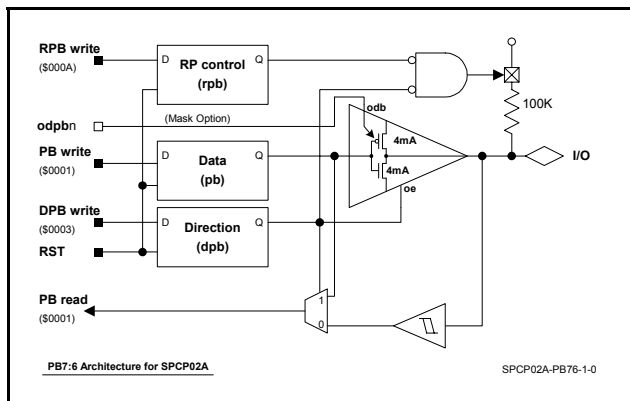 RPB write
($000A)
D
RP control
(rpb)
Q
100K
odpbn
(Mask Option)
odb
4mA
4mA
oe
I/O
PB write
($0001)
D
Data
(pb)
Q
DPB write
($0003)
D
Direction
(dpb)
Q
RST
PB read
($0001)
1
0
PB7:6 Architecture for SPCP02A
SPCP02A-PB76-1-0